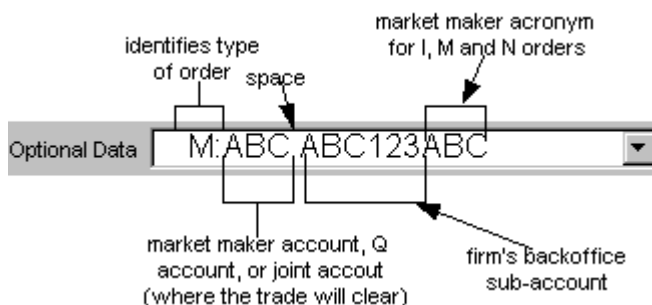 market maker acronym
for I, M and N orders
identifies type
of order
space
Optional Data
M:ABC ABC123ABC
market maker account, Q
account, or joint accout
(where the trade will clear)
firm's backoffice
sub-account